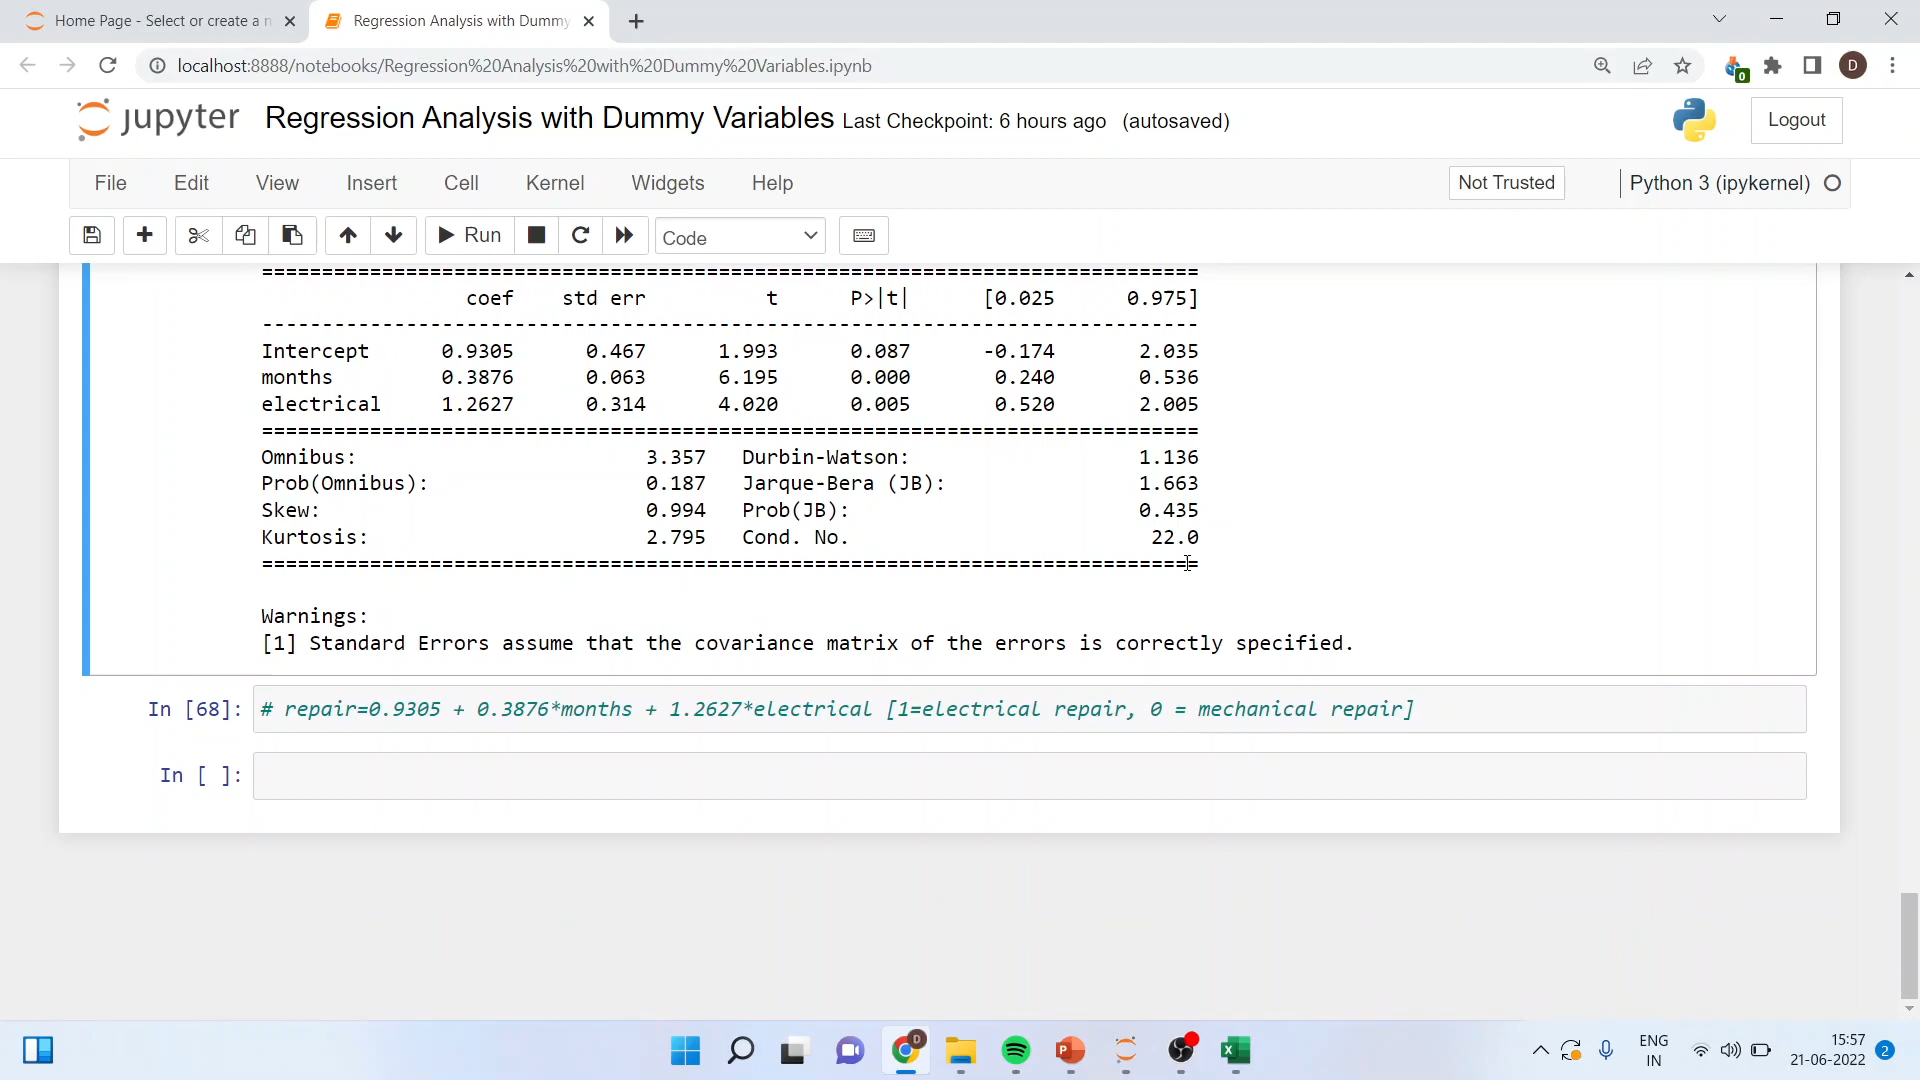 Home Page - Select or create a n
Regression Analysis with Dummy
localhost:8888/notebooks/Regression%20Analysis%20with%20Dummy%20Variables.ipynb
0
D
jupyter
Regression Analysis with Dummy Variables Last Checkpoint: 6 hours ago (autosaved)
Logout
File Edit View Insert Cell Kernel Widgets Help
Not Trusted
Python 3 (ipykernel)
Run
Code
==============================================================================
coef std err t P>|t| [0.025 0.975]
------------------------------------------------------------------------------
Intercept 0.9305 0.467 1.993 0.087 -0.174 2.035
months 0.3876 0.063 6.195 0.000 0.240 0.536
electrical 1.2627 0.314 4.020 0.005 0.520 2.005
==============================================================================
Omnibus: 3.357 Durbin-Watson: 1.136
Prob(Omnibus): 0.187 Jarque-Bera (JB): 1.663
Skew: 0.994 Prob(JB): 0.435
Kurtosis: 2.795 Cond. No. 22.0
==============================================================================
Warnings:
[1] Standard Errors assume that the covariance matrix of the errors is correctly specified.
In [68]: # repair=0.9305 + 0.3876*months + 1.2627*electrical [1=electrical repair, 0 = mechanical repair]
In [ ]:
D
P
X
ENG
IN
15:57
21-06-2022
2